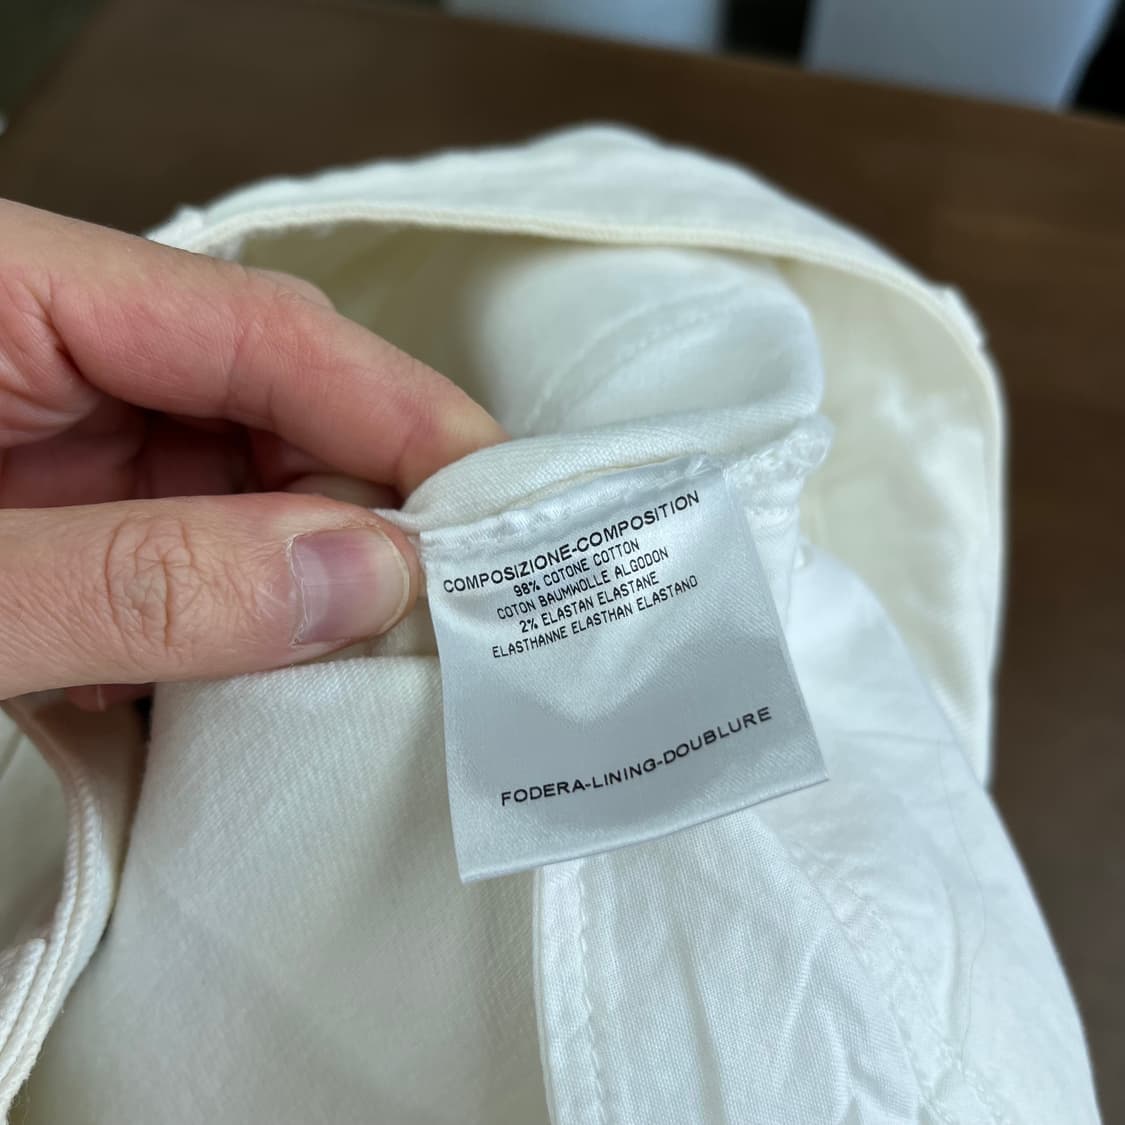 COMPOSIZIONE-COMPOSITION
98% COTONE COTTON
COTON BAUMWOLLE ALGODON
2% ELASTAN ELASTANE
ELASTHANNE ELASTHAN ELASTANO
FODERA-LINING-DOUBLURE